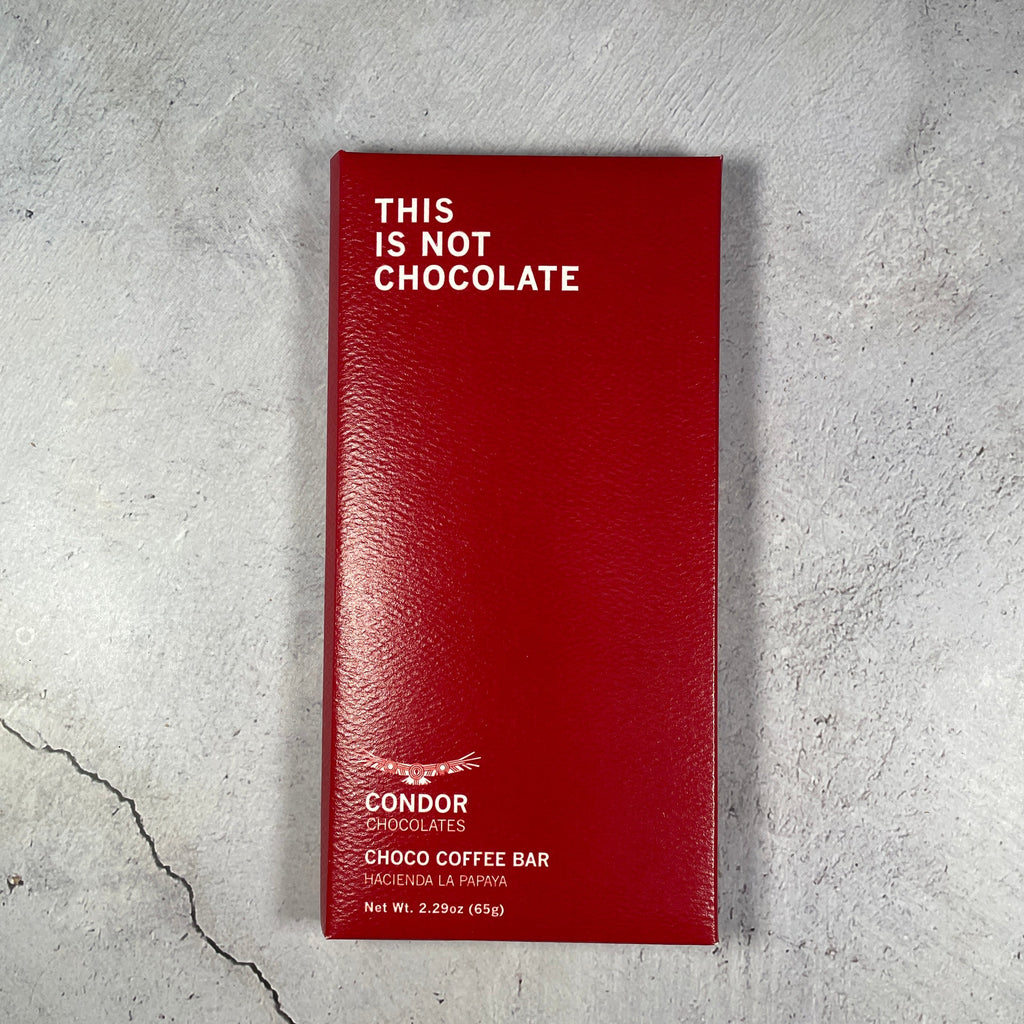 THIS
IS NOT
CHOCOLATE
CONDOR
CHOCOLATES
CHOCO COFFEE BAR
HACIENDA LA PAPAYA
Net Wt. 2.29oz (65g)